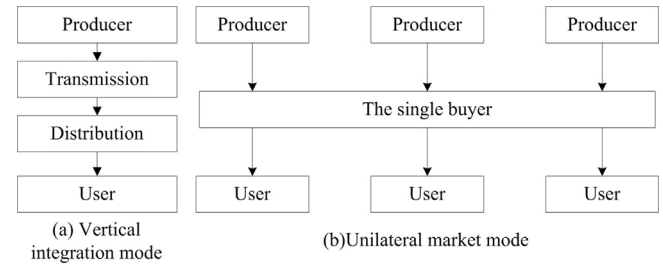 Producer
Transmission
Distribution
User
(a) Vertical
integration mode
Producer
Producer
Producer
The single buyer
User
User
User
(b)Unilateral market mode